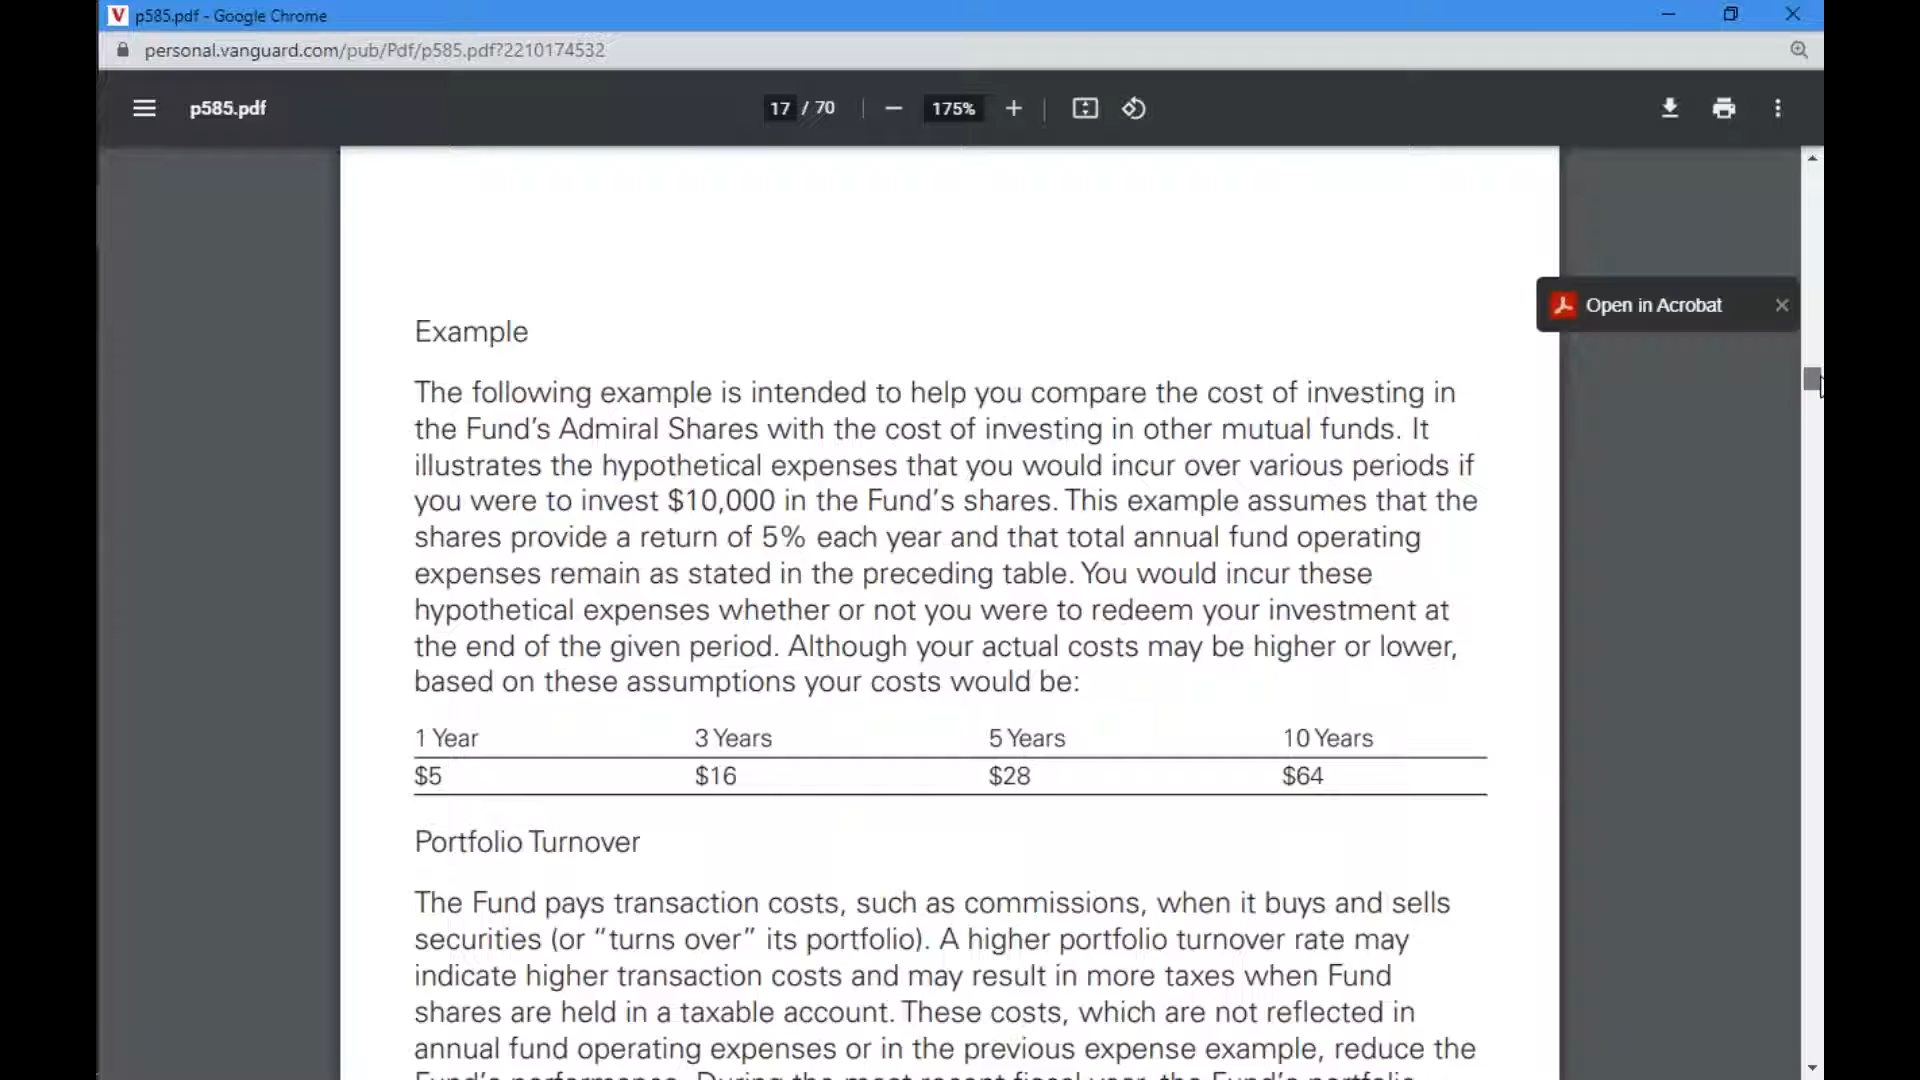 p585.pdf - Google Chrome
personal.vanguard.com/pub/Pdf/p585.pdf?2210174532
p585.pdf
17 / 70
175%
Open in Acrobat
Example
The following example is intended to help you compare the cost of investing in
the Fund's Admiral Shares with the cost of investing in other mutual funds. It
illustrates the hypothetical expenses that you would incur over various periods if
you were to invest $10,000 in the Fund's shares. This example assumes that the
shares provide a return of 5% each year and that total annual fund operating
expenses remain as stated in the preceding table. You would incur these
hypothetical expenses whether or not you were to redeem your investment at
the end of the given period. Although your actual costs may be higher or lower,
based on these assumptions your costs would be:
1 Year 3 Years 5 Years 10 Years
$5 $16 $28 $64
Portfolio Turnover
The Fund pays transaction costs, such as commissions, when it buys and sells
securities (or “turns over” its portfolio). A higher portfolio turnover rate may
indicate higher transaction costs and may result in more taxes when Fund
shares are held in a taxable account. These costs, which are not reflected in
annual fund operating expenses or in the previous expense example, reduce the
Fund's performance. During the most recent fiscal year, the Fund's portfolio